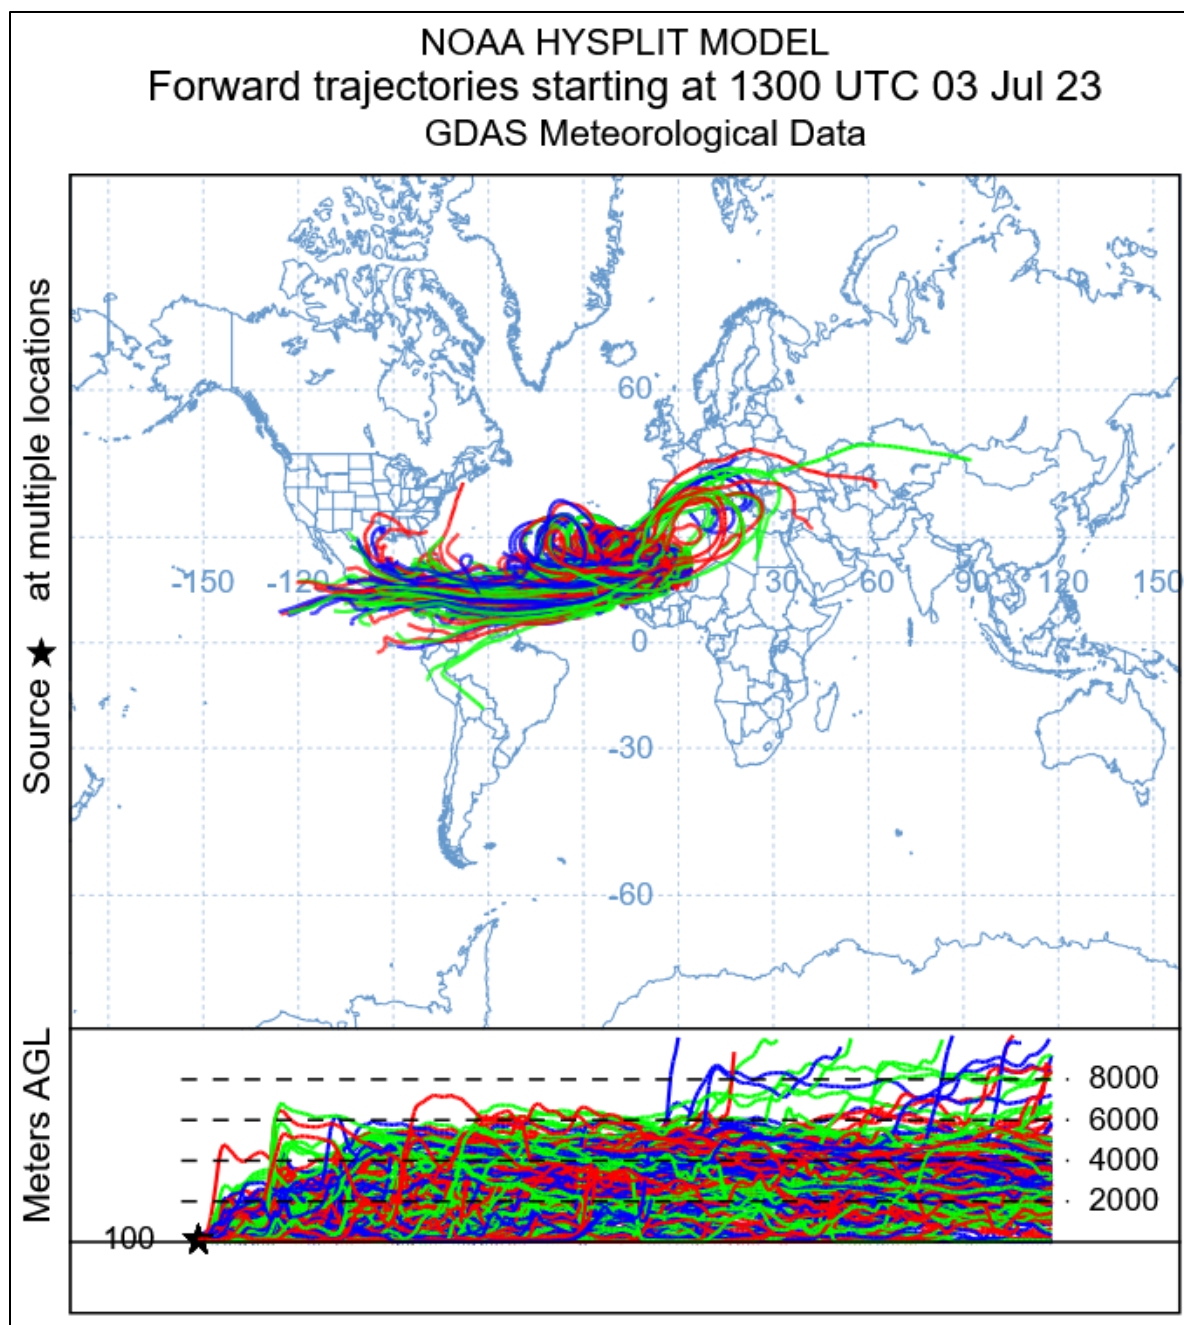 NOAA HYSPLIT MODEL
Forward trajectories starting at 1300 UTC 03 Jul 23
GDAS Meteorological Data
Source ★ at multiple locations
60
-150 -120 30 60 90 120 150
0
-30
-60
Meters AGL
8000
6000
4000
2000
100